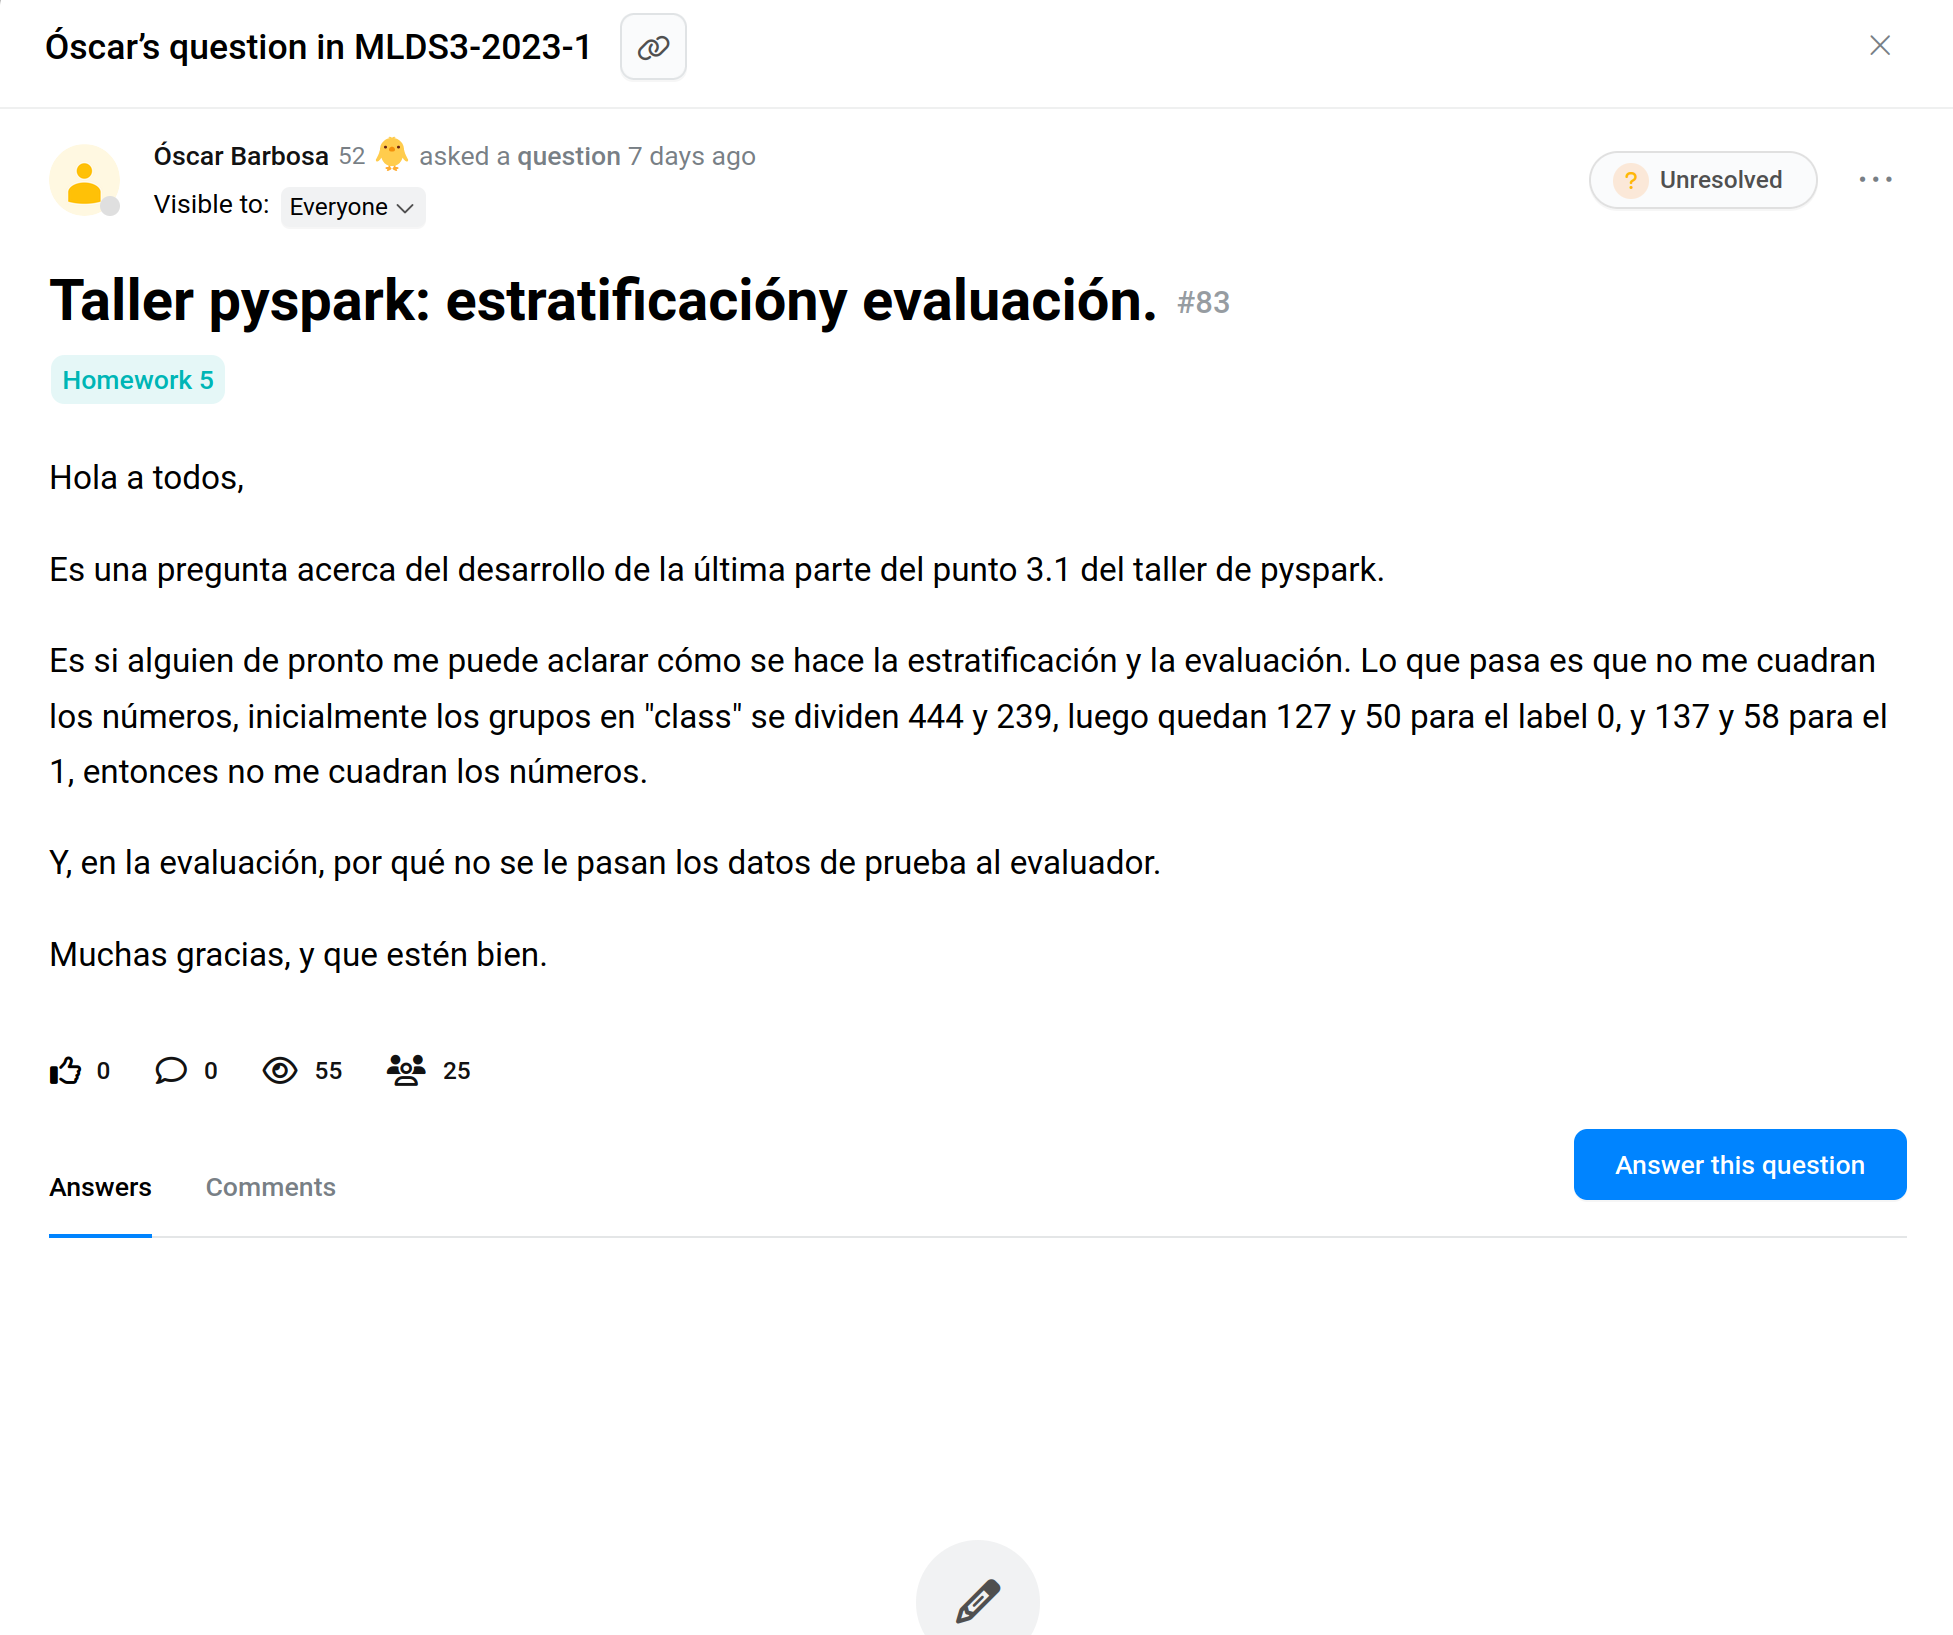 Óscar’s question in MLDS3-2023-1
Óscar Barbosa 52 asked a question 7 days ago
Visible to: Everyone
? Unresolved
Taller pyspark: estratificacióny evaluación. #83
Homework 5
Hola a todos,
Es una pregunta acerca del desarrollo de la última parte del punto 3.1 del taller de pyspark.
Es si alguien de pronto me puede aclarar cómo se hace la estratificación y la evaluación. Lo que pasa es que no me cuadran
los números, inicialmente los grupos en "class" se dividen 444 y 239, luego quedan 127 y 50 para el label 0, y 137 y 58 para el
1, entonces no me cuadran los números.
Y, en la evaluación, por qué no se le pasan los datos de prueba al evaluador.
Muchas gracias, y que estén bien.
0 0 55 25
Answer this question
Answers Comments